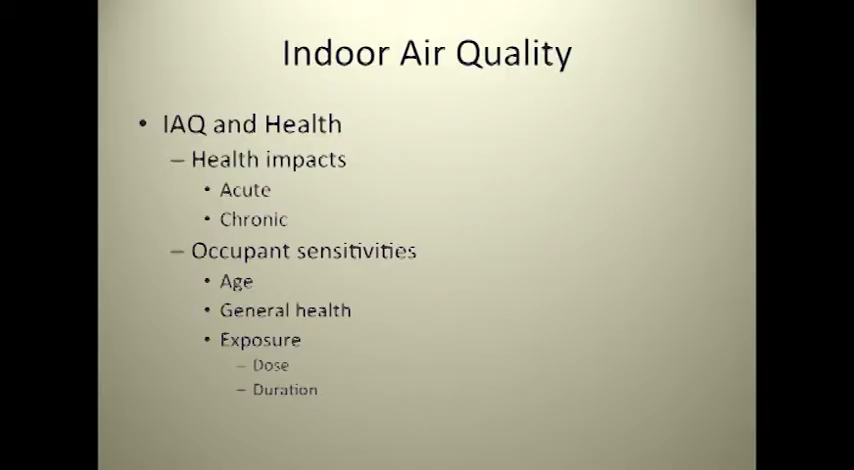 Indoor Air Quality
• IAQ and Health
– Health impacts
• Acute
• Chronic
– Occupant sensitivities
• Age
• General health
• Exposure
– Dose
– Duration